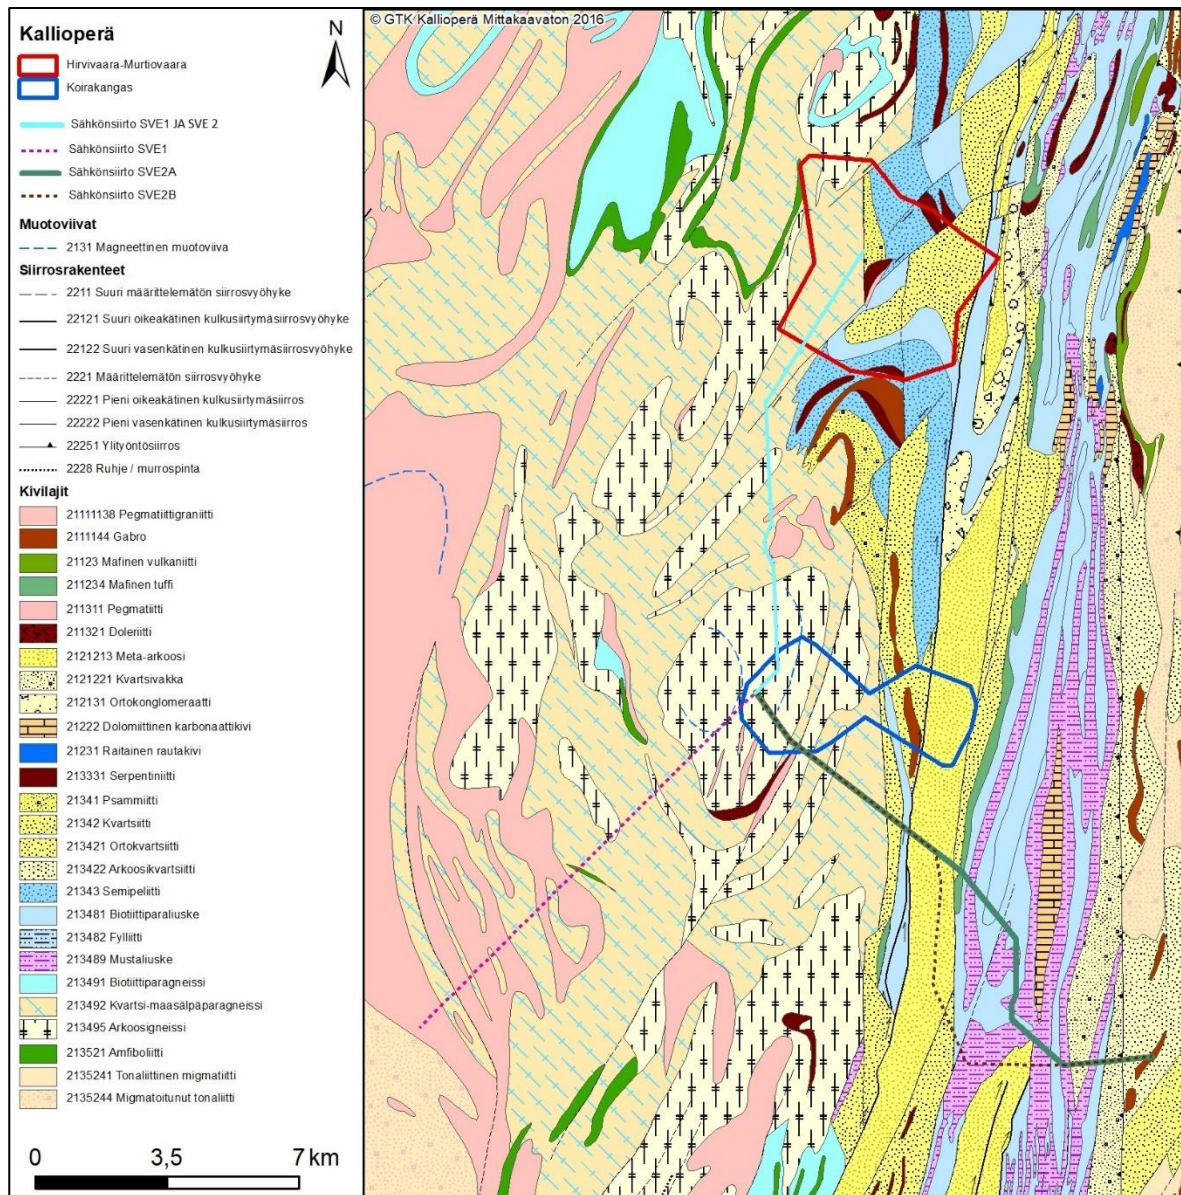 Kallioperä
N
Hirvivaara-Murtiovaara
Koirakangas
Sähkönsiirto SVE1 JA SVE 2
Sähkönsiirto SVE1
Sähkönsiirto SVE2A
Sähkönsiirto SVE2B
Muotoviivat
2131 Magneettinen muotoviiva
Siirrosrakenteet
2211 Suuri määrittelemätön siirrosvyöhyke
22121 Suuri oikeakätinen kulkusiirtymäsiirrosvyöhyke
22122 Suuri vasenkätinen kulkusiirtymäsiirrosvyöhyke
2221 Määrittelemätön siirrosvyöhyke
22221 Pieni oikeakätinen kulkusiirtymäsiirros
22222 Pieni vasenkätinen kulkusiirtymäsiirros
22251 Ylityöntösiirros
2228 Ruhje / murrospinta
Kivilajit
21111138 Pegmatiittigraniitti
2111144 Gabro
21123 Mafinen vulkaniitti
211234 Mafinen tuffi
211311 Pegmatiitti
211321 Doleriitti
2121213 Meta-arkoosi
2121221 Kvartsivakka
212131 Ortokonglomeraatti
21222 Dolomiittinen karbonaattikivi
21231 Raitainen rautakivi
213331 Serpentiniitti
21341 Psammiitti
21342 Kvartsiitti
213421 Ortokvartsiitti
213422 Arkoosikvartsiitti
21343 Semipeliitti
213481 Biotiittiparaliuske
213482 Fylliitti
213489 Mustaliuske
213491 Biotiittiparagneissi
213492 Kvartsi-maasälpäparagneissi
213495 Arkoosigneissi
213521 Amfiboliitti
2135241 Tonaliittinen migmatiitti
2135244 Migmatoitunut tonaliitti
0 3,5 7 km
© GTK Kallioperä Mittakaavaton 2016